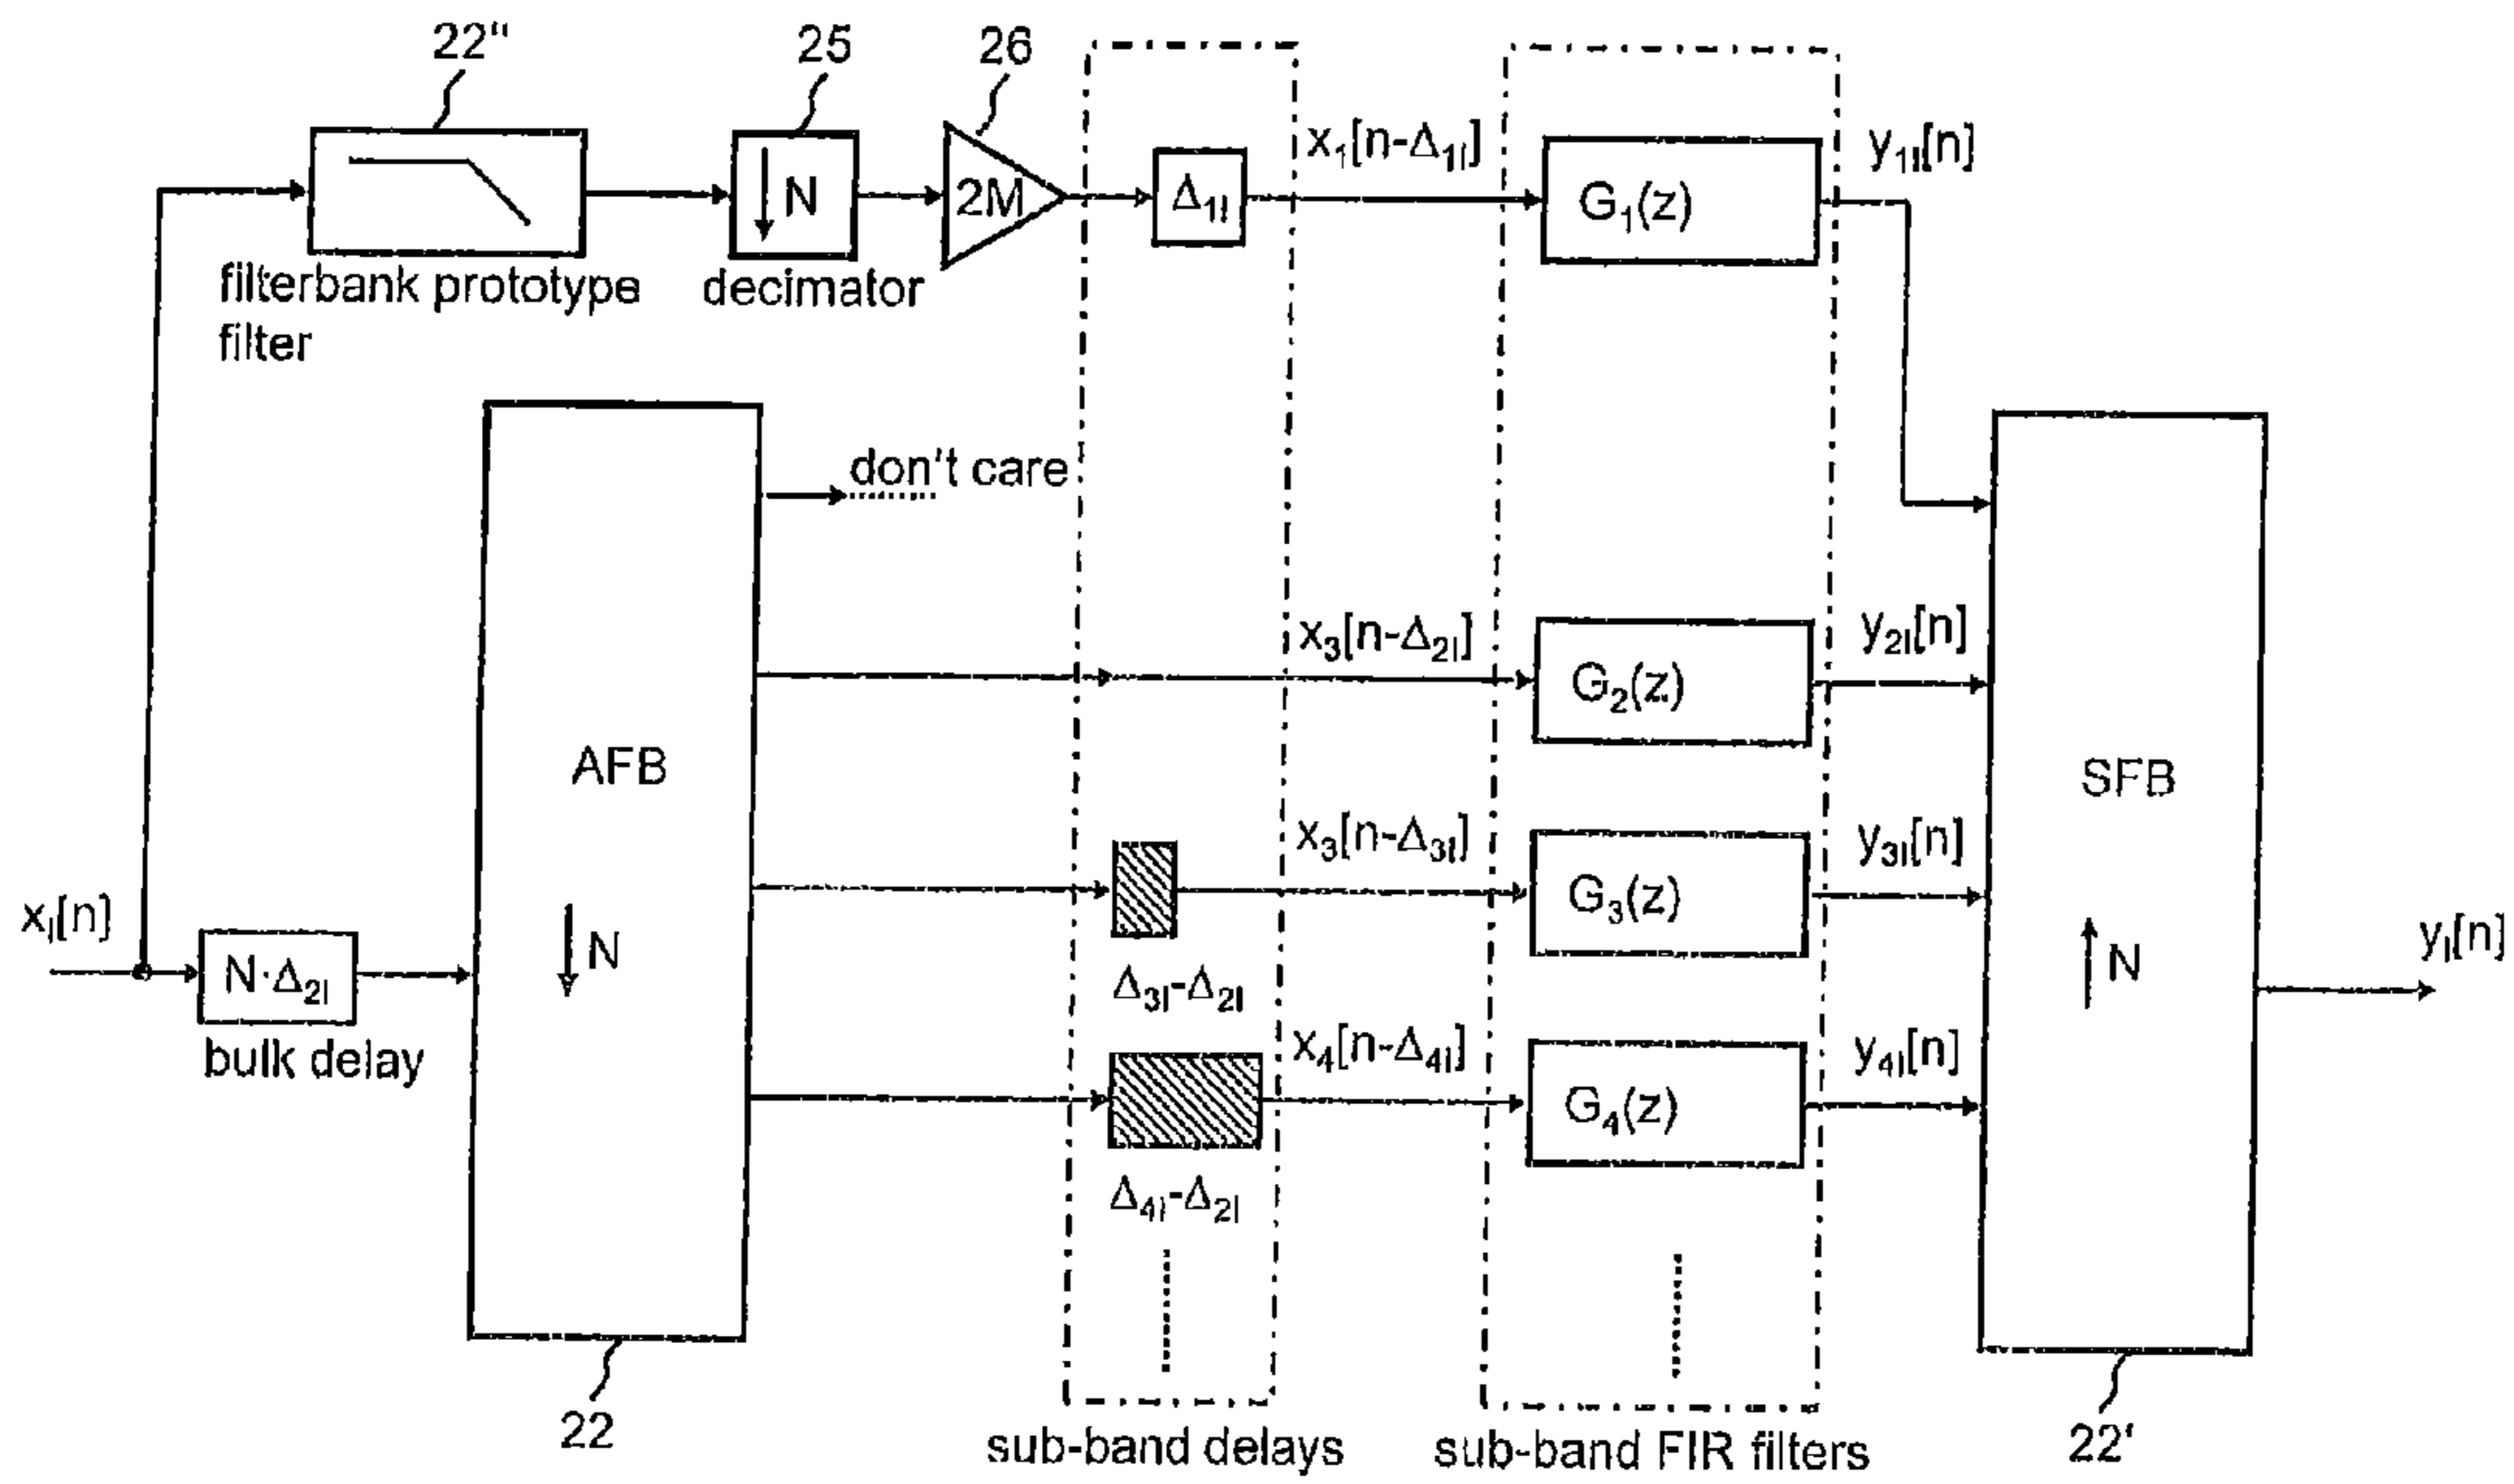 22"
25
26
N
2M
Δ1l
x1[n-Δ1l]
G1(z)
y1l[n]
filterbank prototype
filter
decimator
don't care
x3[n-Δ2l]
G2(z)
y2l[n]
AFB
SFB
x3[n-Δ3l]
G3(z)
y3l[n]
xl[n]
N·Δ2l
N
Δ3l-Δ2l
N
yl[n]
bulk delay
x4[n-Δ4l]
G4(z)
y4l[n]
Δ4l-Δ2l
22
sub-band delays
sub-band FIR filters
22'